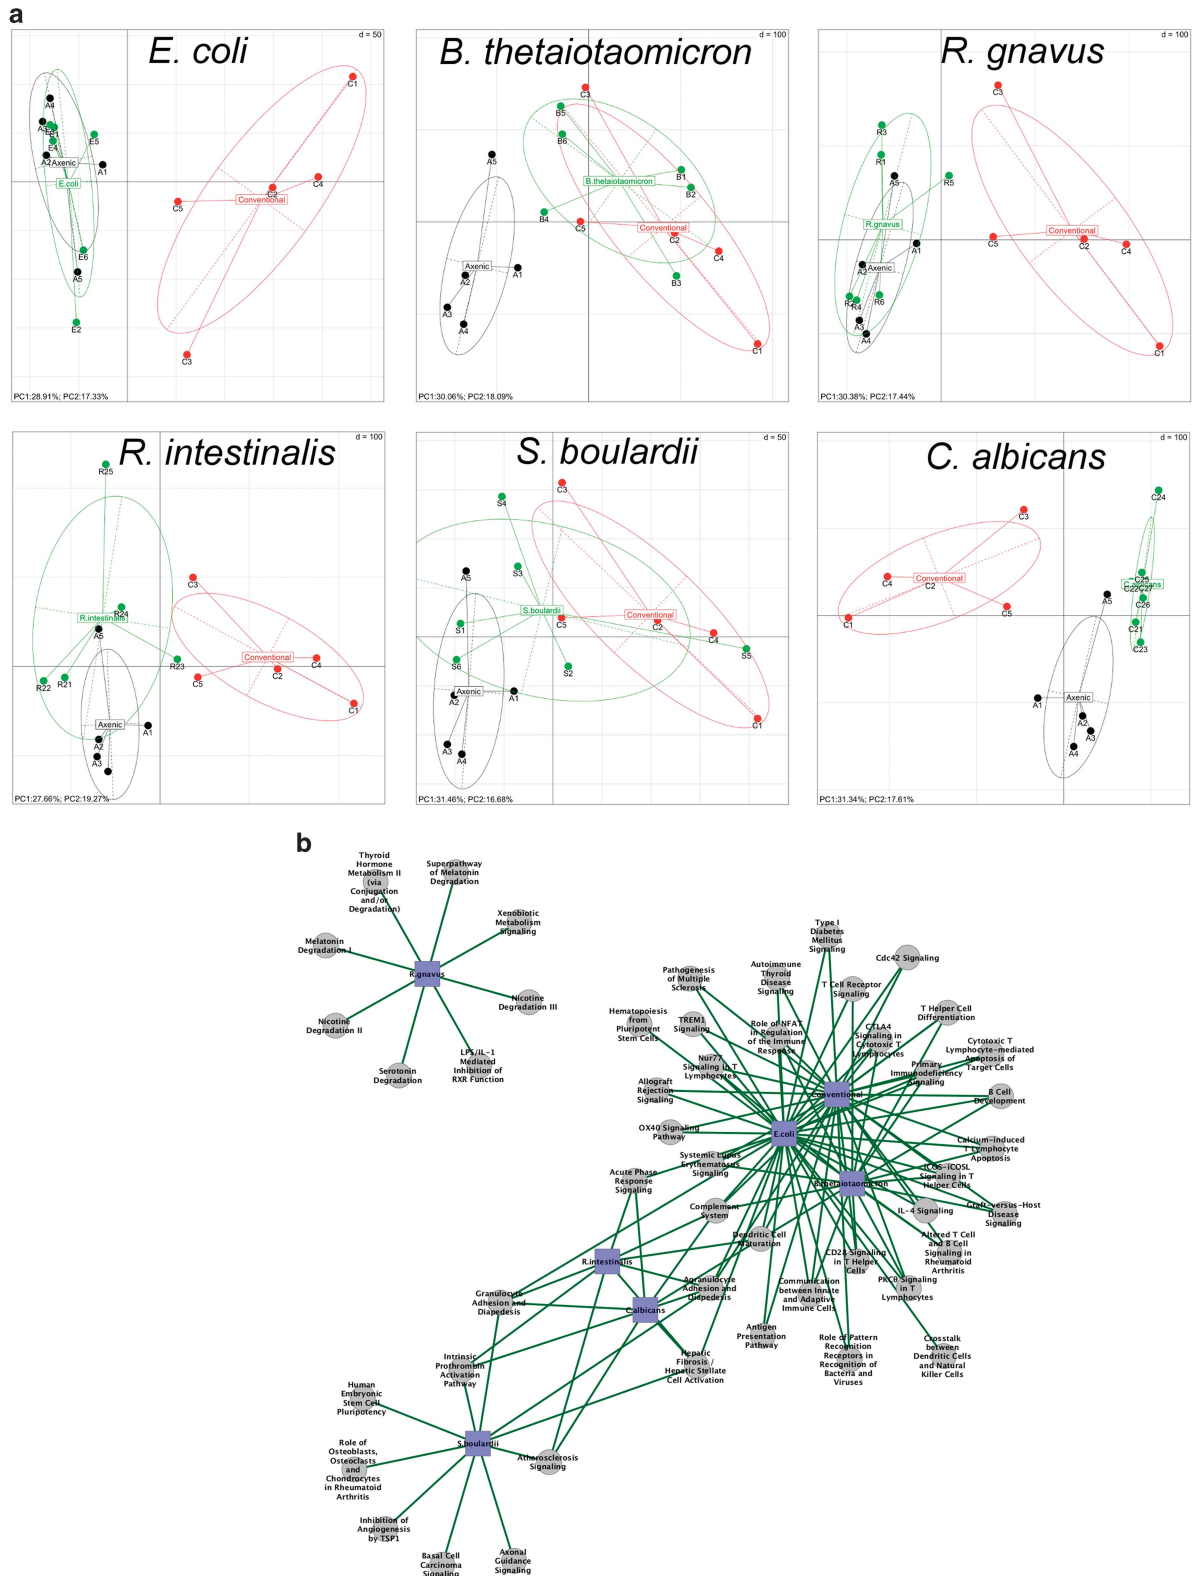 a
E. coli
d = 50
C1
A4
A3
E1
E4
E5
A2
Axenic
A1
E.coli
C4
C2
Conventional
C5
E6
A5
E2
C3
PC1:28.91%; PC2:17.33%
B. thetaiotaomicron
d = 100
C3
B5
B6
A5
B1
B.thetaiotaomicron
B2
B4
C5
Conventional
C2
C4
Axenic
A1
A2
B3
A3
A4
C1
PC1:30.06%; PC2:18.09%
R. gnavus
d = 100
C3
R3
R1
A5
R5
R.gnavus
C5
Conventional
C2
C4
A1
A2
Axenic
R2
R4
R6
A3
A4
C1
PC1:30.38%; PC2:17.44%
R. intestinalis
d = 100
R25
C3
R24
R.intestinalis
A5
R23
Conventional
C4
C2
R22
R21
C5
C1
Axenic
A1
A2
A3
PC1:27.66%; PC2:19.27%
S. boulardii
d = 50
C3
S4
A5
S3
S.boulardii
S1
C5
Conventional
C2
C4
S5
S6
S2
Axenic
A2
A1
C1
A3
A4
PC1:31.46%; PC2:16.68%
C. albicans
d = 100
C24
C3
C4
Conventional
C2
C25
C.albicans
C22
C27
A5
C26
C5
C1
C21
C23
A1
Axenic
A2
A3
A4
PC1:31.34%; PC2:17.61%
b
Thyroid
Hormone
Metabolism II
(via
Conjugation
and/or
Degradation)
Superpathway
of Melatonin
Degradation
Xenobiotic
Metabolism
Signaling
Melatonin
Degradation I
R.gnavus
Nicotine
Degradation III
Nicotine
Degradation II
Serotonin
Degradation
LPS/IL-1
Mediated
Inhibition of
RXR Function
Type I
Diabetes
Mellitus
Signaling
Cdc42 Signaling
Pathogenesis
of Multiple
Sclerosis
Autoimmune
Thyroid
Disease
Signaling
T Cell Receptor
Signaling
Hematopoiesis
from
Pluripotent
Stem Cells
TREM1
Signaling
Role of NFAT
in Regulation
of the Immune
Response
CTLA4
Signaling in
Cytotoxic T
Lymphocytes
T Helper Cell
Differentiation
Cytotoxic T
Lymphocyte-mediated
Apoptosis of
Target Cells
Nur77
Signaling in T
Lymphocytes
Primary
Immunodeficiency
Signaling
Allograft
Rejection
Signaling
Conventional
B Cell
Development
OX40 Signaling
Pathway
E.coli
Calcium-induced
T Lymphocyte
Apoptosis
Systemic Lupus
Erythematosus
Signaling
B.thetaiotaomicron
iCOS-iCOSL
Signaling in T
Helper Cells
Acute Phase
Response
Signaling
Complement
System
IL-4 Signaling
Graft-versus-Host
Disease
Signaling
Dendritic Cell
Maturation
Altered T Cell
and B Cell
Signaling in
Rheumatoid
Arthritis
R.intestinalis
CD28 Signaling
in T Helper
Cells
Agranulocyte
Adhesion and
Diapedesis
Communication
between Innate
and Adaptive
Immune Cells
PKCθ Signaling
in T
Lymphocytes
Granulocyte
Adhesion and
Diapedesis
C.albicans
Antigen
Presentation
Pathway
Role of Pattern
Recognition
Receptors in
Recognition of
Bacteria and
Viruses
Crosstalk
between
Dendritic Cells
and Natural
Killer Cells
Intrinsic
Prothrombin
Activation
Pathway
Hepatic
Fibrosis /
Hepatic Stellate
Cell Activation
Human
Embryonic
Stem Cell
Pluripotency
S.boulardii
Role of
Osteoblasts,
Osteoclasts
and
Chondrocytes
in Rheumatoid
Arthritis
Atherosclerosis
Signaling
Inhibition of
Angiogenesis
by TSP1
Basal Cell
Carcinoma
Signaling
Axonal
Guidance
Signaling